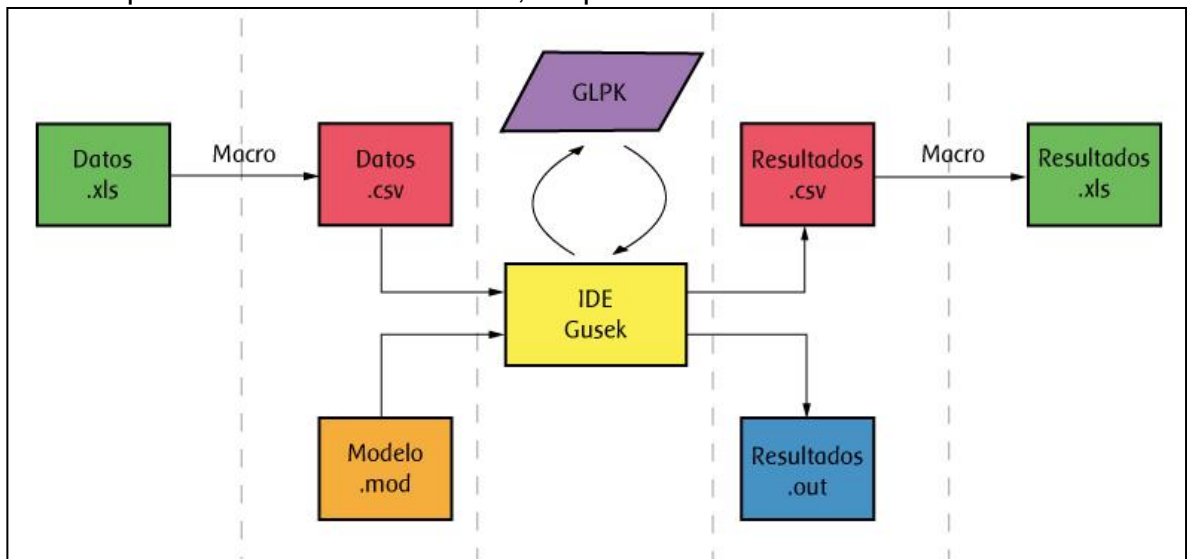 GLPK
Datos
.xls
Macro
Datos
.csv
Resultados
.csv
Macro
Resultados
.xls
IDE
Gusek
Modelo
.mod
Resultados
.out